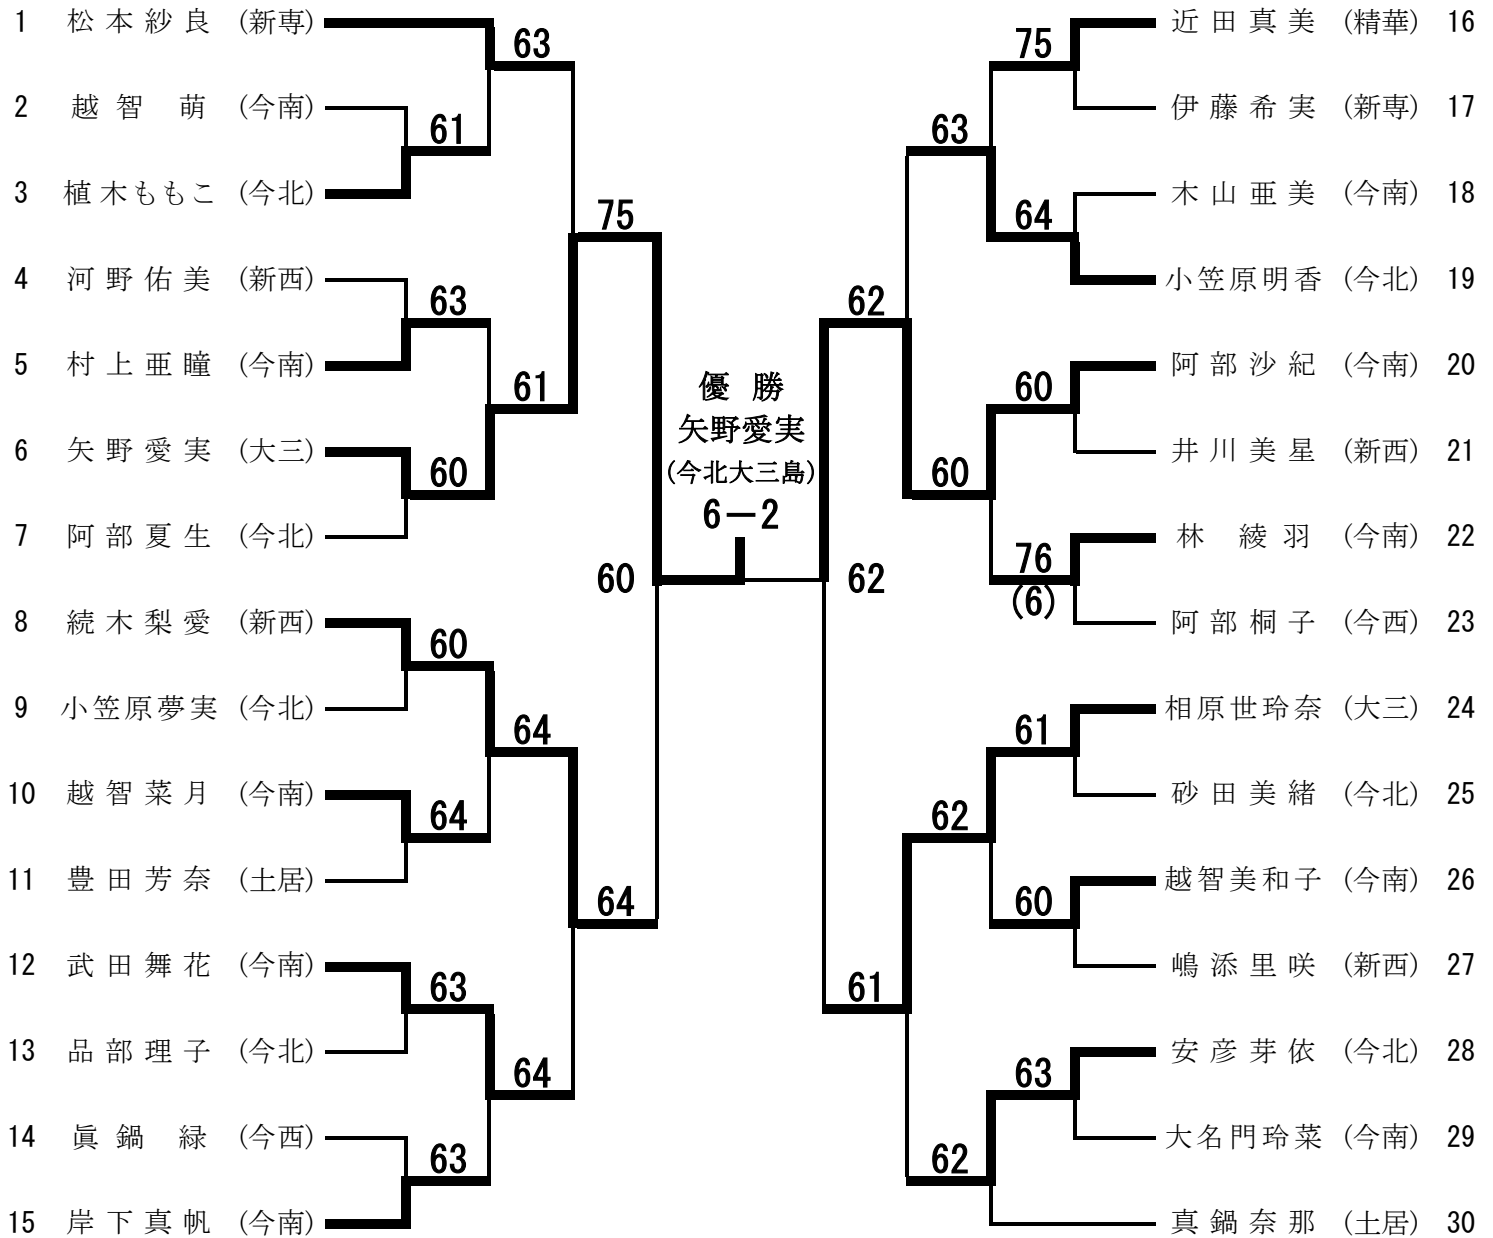 1 松本紗良 (新専)
63
2 越智 萌 (今南)
61
3 植木ももこ (今北)
75
4 河野佑美 (新西)
63
5 村上亜瞳 (今南)
61
6 矢野愛実 (大三)
60
7 阿部夏生 (今北)
60
8 続木梨愛 (新西)
60
9 小笠原夢実 (今北)
64
10 越智菜月 (今南)
64
11 豊田芳奈 (土居)
64
12 武田舞花 (今南)
63
13 品部理子 (今北)
64
14 眞鍋 緑 (今西)
63
15 岸下真帆 (今南)
優 勝
矢野愛実
(今北大三島)
6-2
近田真美 (精華) 16
75
伊藤希実 (新専) 17
63
木山亜美 (今南) 18
64
小笠原明香 (今北) 19
62
阿部沙紀 (今南) 20
60
井川美星 (新西) 21
60
林 綾羽 (今南) 22
76
(6)
62
阿部桐子 (今西) 23
相原世玲奈 (大三) 24
61
砂田美緒 (今北) 25
62
越智美和子 (今南) 26
60
嶋添里咲 (新西) 27
61
安彦芽依 (今北) 28
63
大名門玲菜 (今南) 29
62
真鍋奈那 (土居) 30